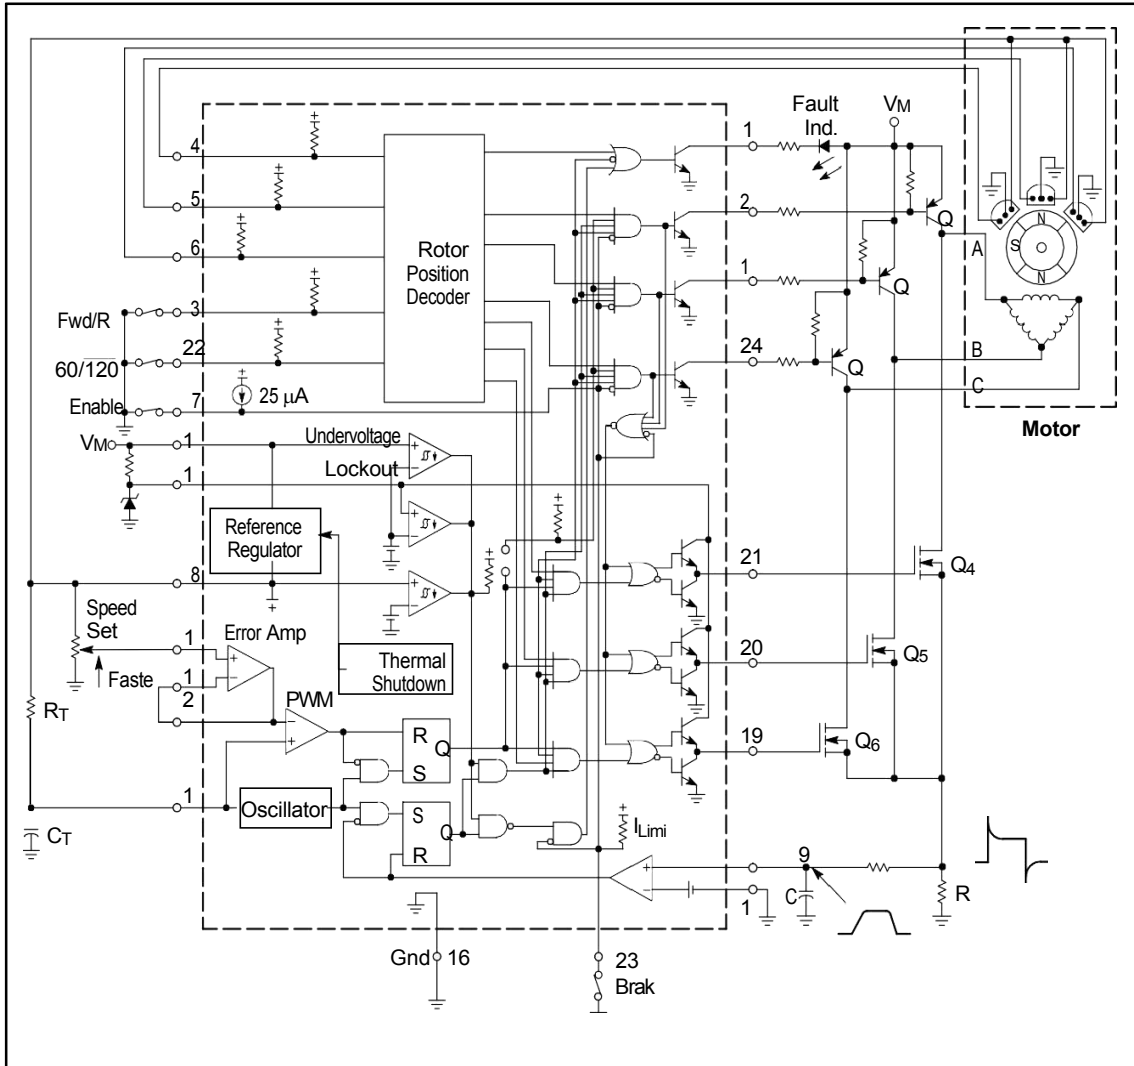 Fault
Ind.
VM
1
4
5
6
Rotor
Position
Decoder
2
Q
A
N
S
N
1
Q
Fwd/R
3
60/120
22
24
Q
B
C
Enable
7
25 µA
Motor
VM
1
Undervoltage
Lockout
1
Reference
Regulator
21
Q4
8
Speed
Set
1
Error Amp
Faste
Thermal
Shutdown
20
Q5
1
2
RT
PWM
R
Q
S
19
Q6
1
Oscillator
S
Q
R
CT
ILimi
9
C
1
R
Gnd
16
23
Brak